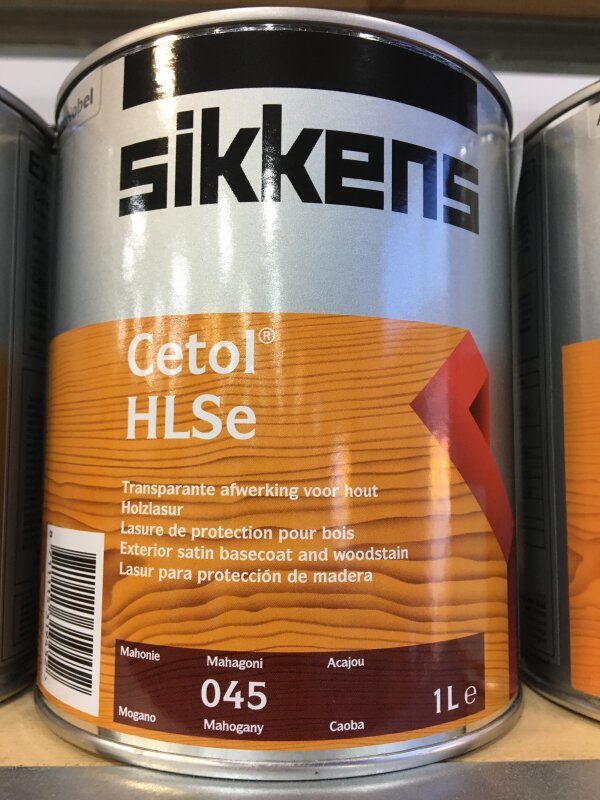 sikkens
Cetol®
HLSe
Transparante afwerking voor hout
Holzlasur
Lasure de protection pour bois
Exterior satin basecoat and woodstain
Lasur para protección de madera
Mahonie Mahagoni Acajou
045
1L e
Mogano Mahogany Caoba